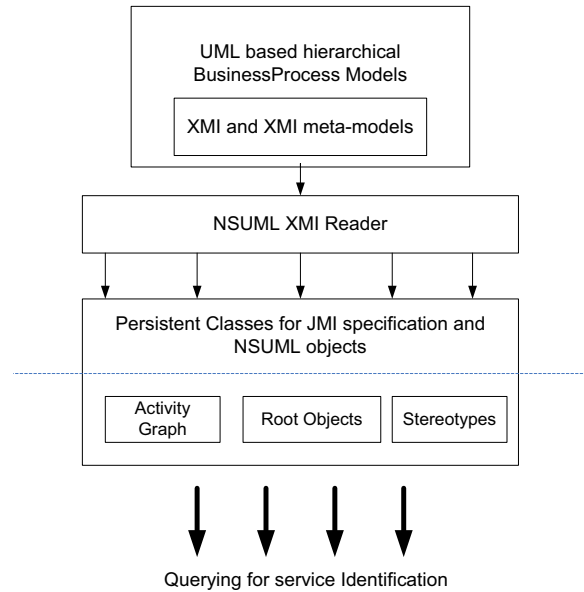 UML based hierarchical
BusinessProcess Models
XMI and XMI meta-models
NSUML XMI Reader
Persistent Classes for JMI specification and
NSUML objects
Activity
Graph
Root Objects
Stereotypes
Querying for service Identification